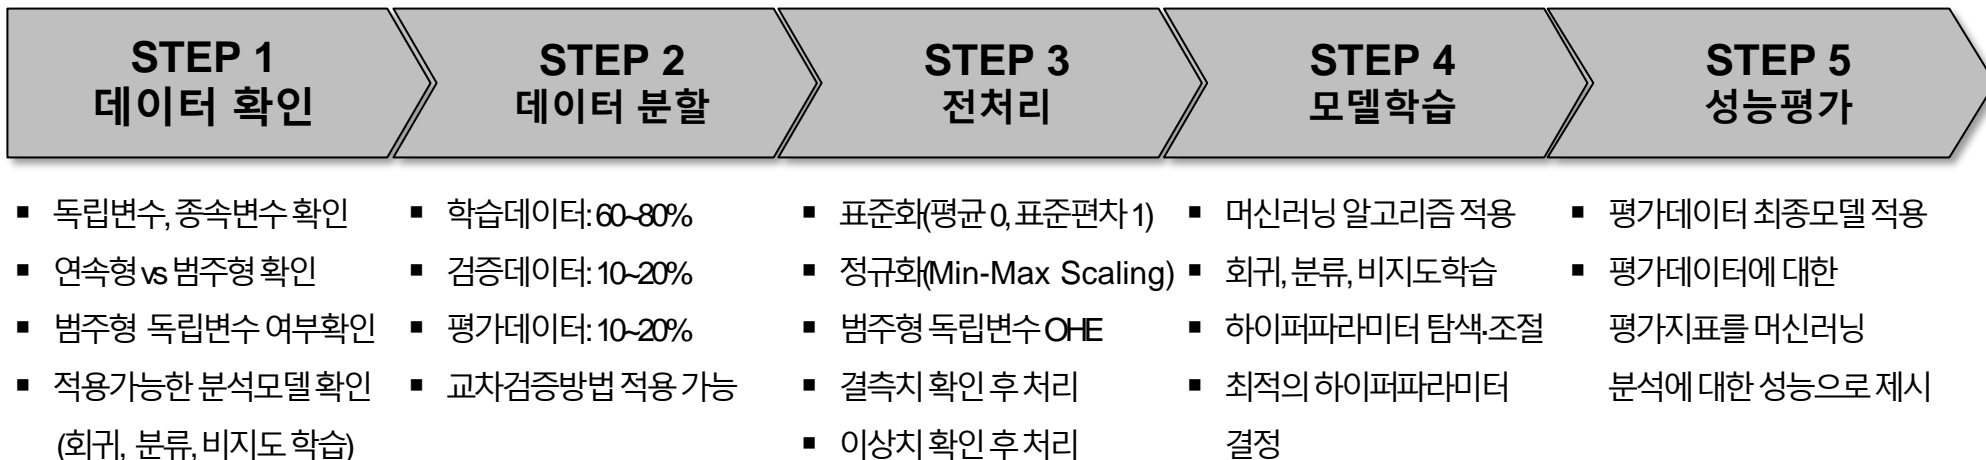 STEP 1
데이터 확인
STEP 2
데이터 분할
STEP 3
전처리
STEP 4
모델학습
STEP 5
성능평가
▪ 독립변수, 종속변수 확인
▪ 연속형 vs 범주형 확인
▪ 범주형 독립변수 여부확인
▪ 적용가능한 분석모델 확인
(회귀, 분류, 비지도 학습)
▪ 학습데이터: 60~80%
▪ 검증데이터: 10~20%
▪ 평가데이터: 10~20%
▪ 교차검증방법 적용 가능
▪ 표준화(평균 0, 표준편차 1)
▪ 정규화(Min-Max Scaling)
▪ 범주형 독립변수 OHE
▪ 결측치 확인 후 처리
▪ 이상치 확인 후 처리
▪ 머신러닝 알고리즘 적용
▪ 회귀, 분류, 비지도학습
▪ 하이퍼파라미터 탐색·조절
▪ 최적의 하이퍼파라미터
결정
▪ 평가데이터 최종모델 적용
▪ 평가데이터에 대한
평가지표를 머신러닝
분석에 대한 성능으로 제시